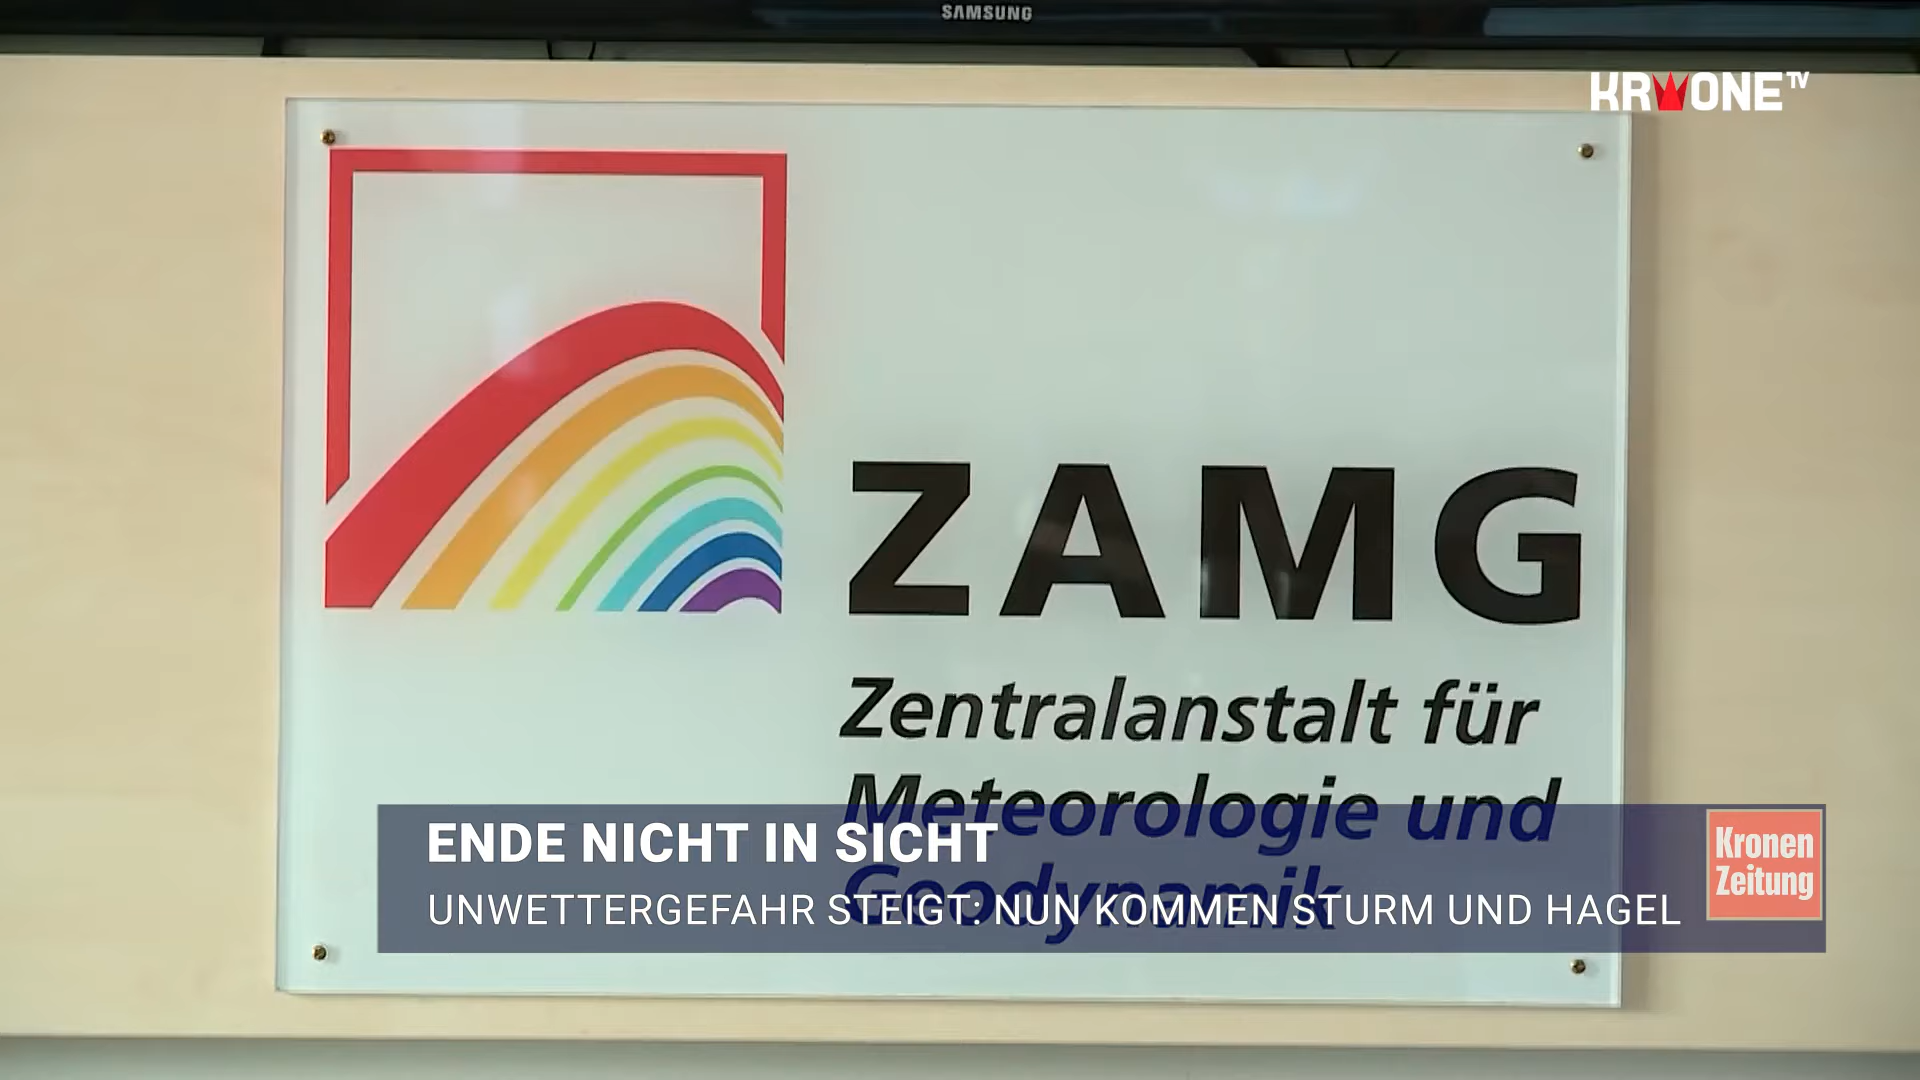 SAMSUNG
KRONE TV
ZAMG
Zentralanstalt für
Meteorologie und
Geodynamik
ENDE NICHT IN SICHT
UNWETTERGEFAHR STEIGT: NUN KOMMEN STURM UND HAGEL
Kronen
Zeitung